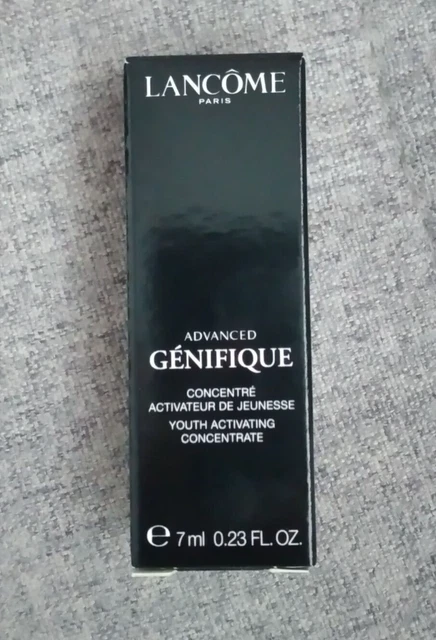 LANCÔME
PARIS
ADVANCED
GÉNIFIQUE
CONCENTRÉ
ACTIVATEUR DE JEUNESSE
YOUTH ACTIVATING
CONCENTRATE
℮ 7ml 0.23 FL. OZ.